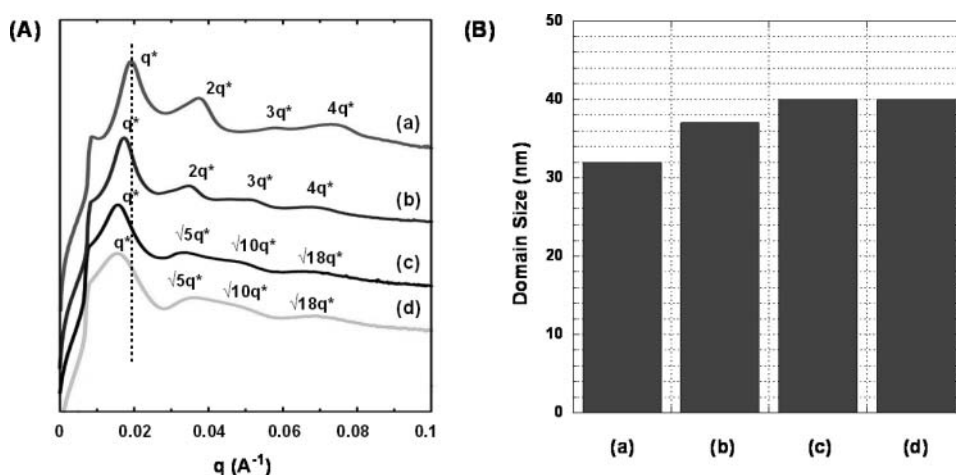 (A)
q*
2q*
3q* 4q*
(a)
q*
2q* 3q* 4q*
(b)
q*
√5q* √10q* √18q*
(c)
q*
√5q* √10q* √18q*
(d)
0 0.02 0.04 0.06 0.08 0.1
q (A⁻¹)
(B)
50
40
30
20
10
0
Domain Size (nm)
(a) (b) (c) (d)